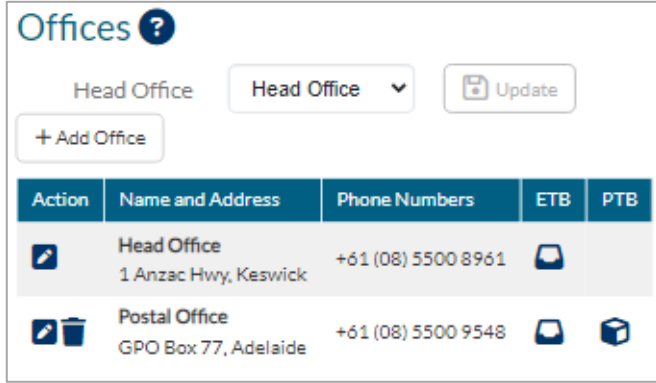 Offices ?
Head Office Head Office Update
+ Add Office
Action Name and Address Phone Numbers ETB PTB
Head Office
1 Anzac Hwy, Keswick +61 (08) 5500 8961
Postal Office
GPO Box 77, Adelaide +61 (08) 5500 9548